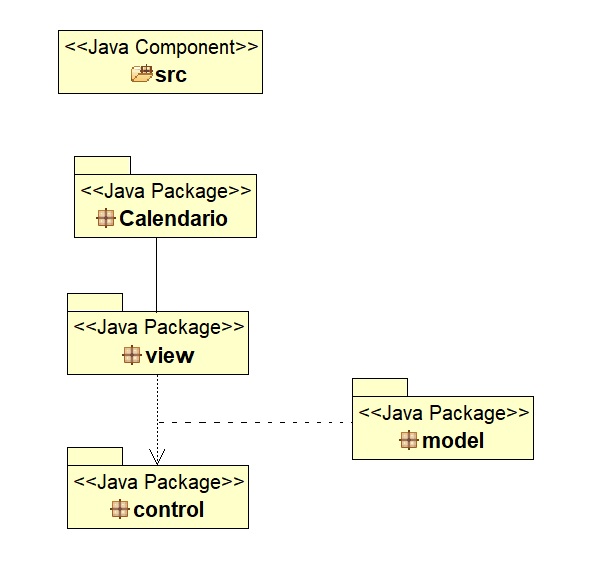 <<Java Component>>
src
<<Java Package>>
Calendario
<<Java Package>>
view
<<Java Package>>
model
<<Java Package>>
control